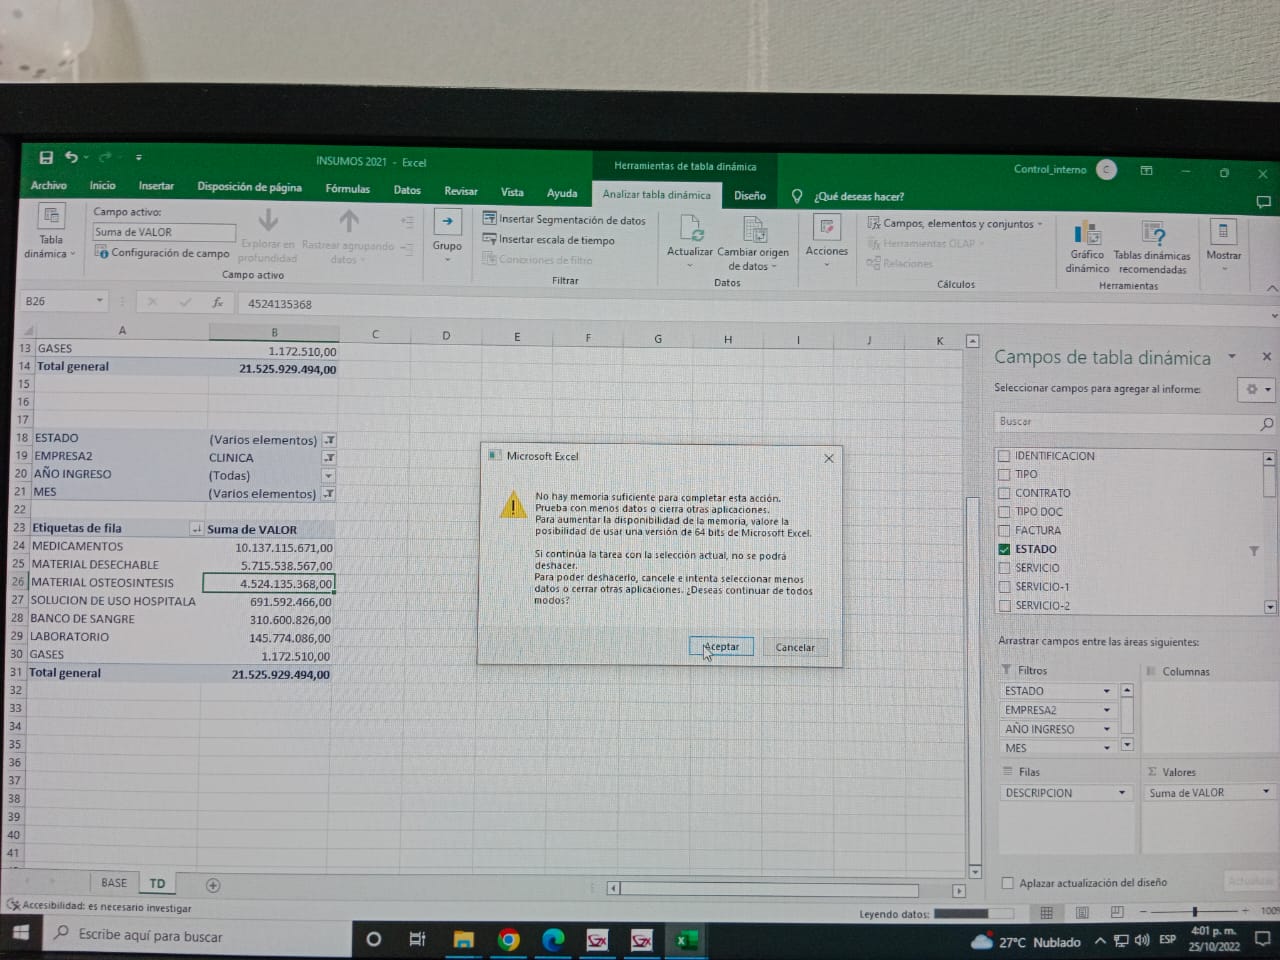 INSUMOS 2021 - Excel
Herramientas de tabla dinámica
Control_interno
C
Archivo
Inicio
Insertar
Disposición de página
Fórmulas
Datos
Revisar
Vista
Ayuda
Analizar tabla dinámica
Diseño
¿Qué deseas hacer?
Tabla
dinámica
Campo activo:
Suma de VALOR
Configuración de campo
Explorar en
profundidad
Rastrear agrupando
datos
Campo activo
Grupo
Insertar Segmentación de datos
Insertar escala de tiempo
Conexiones de filtro
Filtrar
Actualizar
Cambiar origen
de datos
Datos
Acciones
Campos, elementos y conjuntos
Herramientas OLAP
Relaciones
Cálculos
Gráfico
dinámico
Tablas dinámicas
recomendadas
Herramientas
Mostrar
B26
fx
4524135368
A B C D E F G H I J K
13 GASES 1.172.510,00
14 Total general 21.525.929.494,00
15
16
17
18 ESTADO (Varios elementos)
19 EMPRESA2 CLINICA
20 AÑO INGRESO (Todas)
21 MES (Varios elementos)
22
23 Etiquetas de fila Suma de VALOR
24 MEDICAMENTOS 10.137.115.671,00
25 MATERIAL DESECHABLE 5.715.538.567,00
26 MATERIAL OSTEOSINTESIS 4.524.135.368,00
27 SOLUCION DE USO HOSPITALA 691.592.466,00
28 BANCO DE SANGRE 310.600.826,00
29 LABORATORIO 145.774.086,00
30 GASES 1.172.510,00
31 Total general 21.525.929.494,00
32
33
34
35
36
37
38
39
40
41
Microsoft Excel
No hay memoria suficiente para completar esta acción.
Prueba con menos datos o cierra otras aplicaciones.
Para aumentar la disponibilidad de la memoria, valore la
posibilidad de usar una versión de 64 bits de Microsoft Excel.
Si continúa la tarea con la selección actual, no se podrá
deshacer.
Para poder deshacerlo, cancele e intenta seleccionar menos
datos o cerrar otras aplicaciones. ¿Deseas continuar de todos
modos?
Aceptar
Cancelar
Campos de tabla dinámica
Seleccionar campos para agregar al informe:
Buscar
IDENTIFICACION
TIPO
CONTRATO
TIPO DOC
FACTURA
ESTADO
SERVICIO
SERVICIO-1
SERVICIO-2
Arrastrar campos entre las áreas siguientes:
Filtros
ESTADO
EMPRESA2
AÑO INGRESO
MES
Columnas
Filas
DESCRIPCION
Σ Valores
Suma de VALOR
Aplazar actualización del diseño
BASE
TD
Accesibilidad: es necesario investigar
Leyendo datos:
100%
Escribe aquí para buscar
27°C Nublado
ESP
4:01 p. m.
25/10/2022